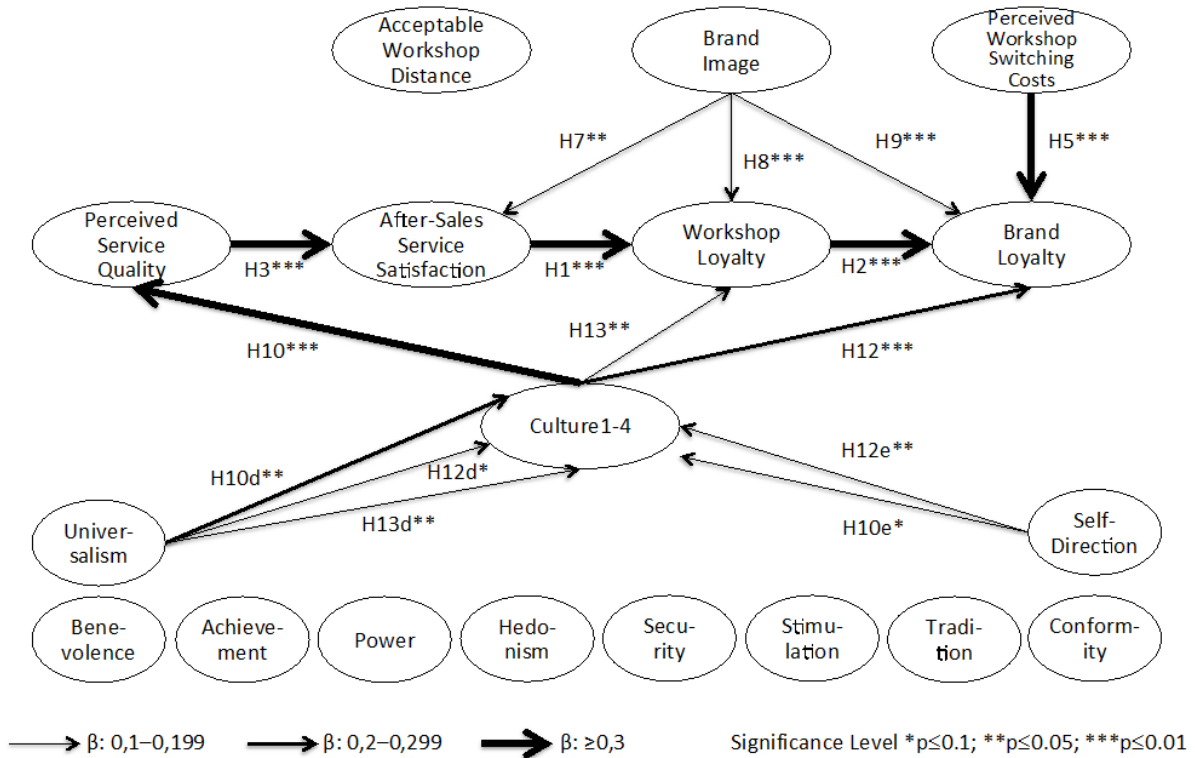 Acceptable
Workshop
Distance
Brand
Image
Perceived
Workshop
Switching
Costs
H7**
H8***
H9***
H5***
Perceived
Service
Quality
H3***
After-Sales
Service
Satisfaction
H1***
Workshop
Loyalty
H2***
Brand
Loyalty
H10***
H13**
H12***
Culture1-4
H10d**
H12d*
H13d**
H12e**
H10e*
Univer-
salism
Self-
Direction
Bene-
volence
Achieve-
ment
Power
Hedo-
nism
Secu-
rity
Stimu-
lation
Tradi-
tion
Conform-
ity
β: 0,1–0,199
β: 0,2–0,299
β: ≥0,3
Significance Level *p≤0.1; **p≤0.05; ***p≤0.01